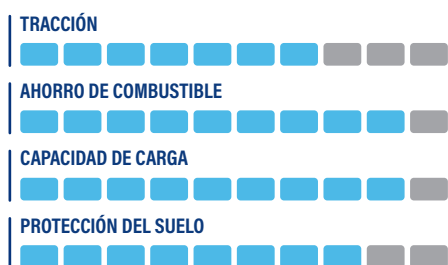 TRACCIÓN
AHORRO DE COMBUSTIBLE
CAPACIDAD DE CARGA
PROTECCIÓN DEL SUELO